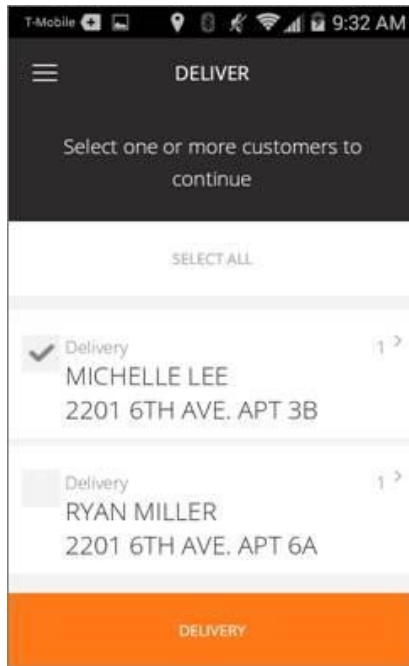 T-Mobile 9:32 AM
DELIVER
Select one or more customers to
continue
SELECT ALL
Delivery 1
MICHELLE LEE
2201 6TH AVE. APT 3B
Delivery 1
RYAN MILLER
2201 6TH AVE. APT 6A
DELIVERY